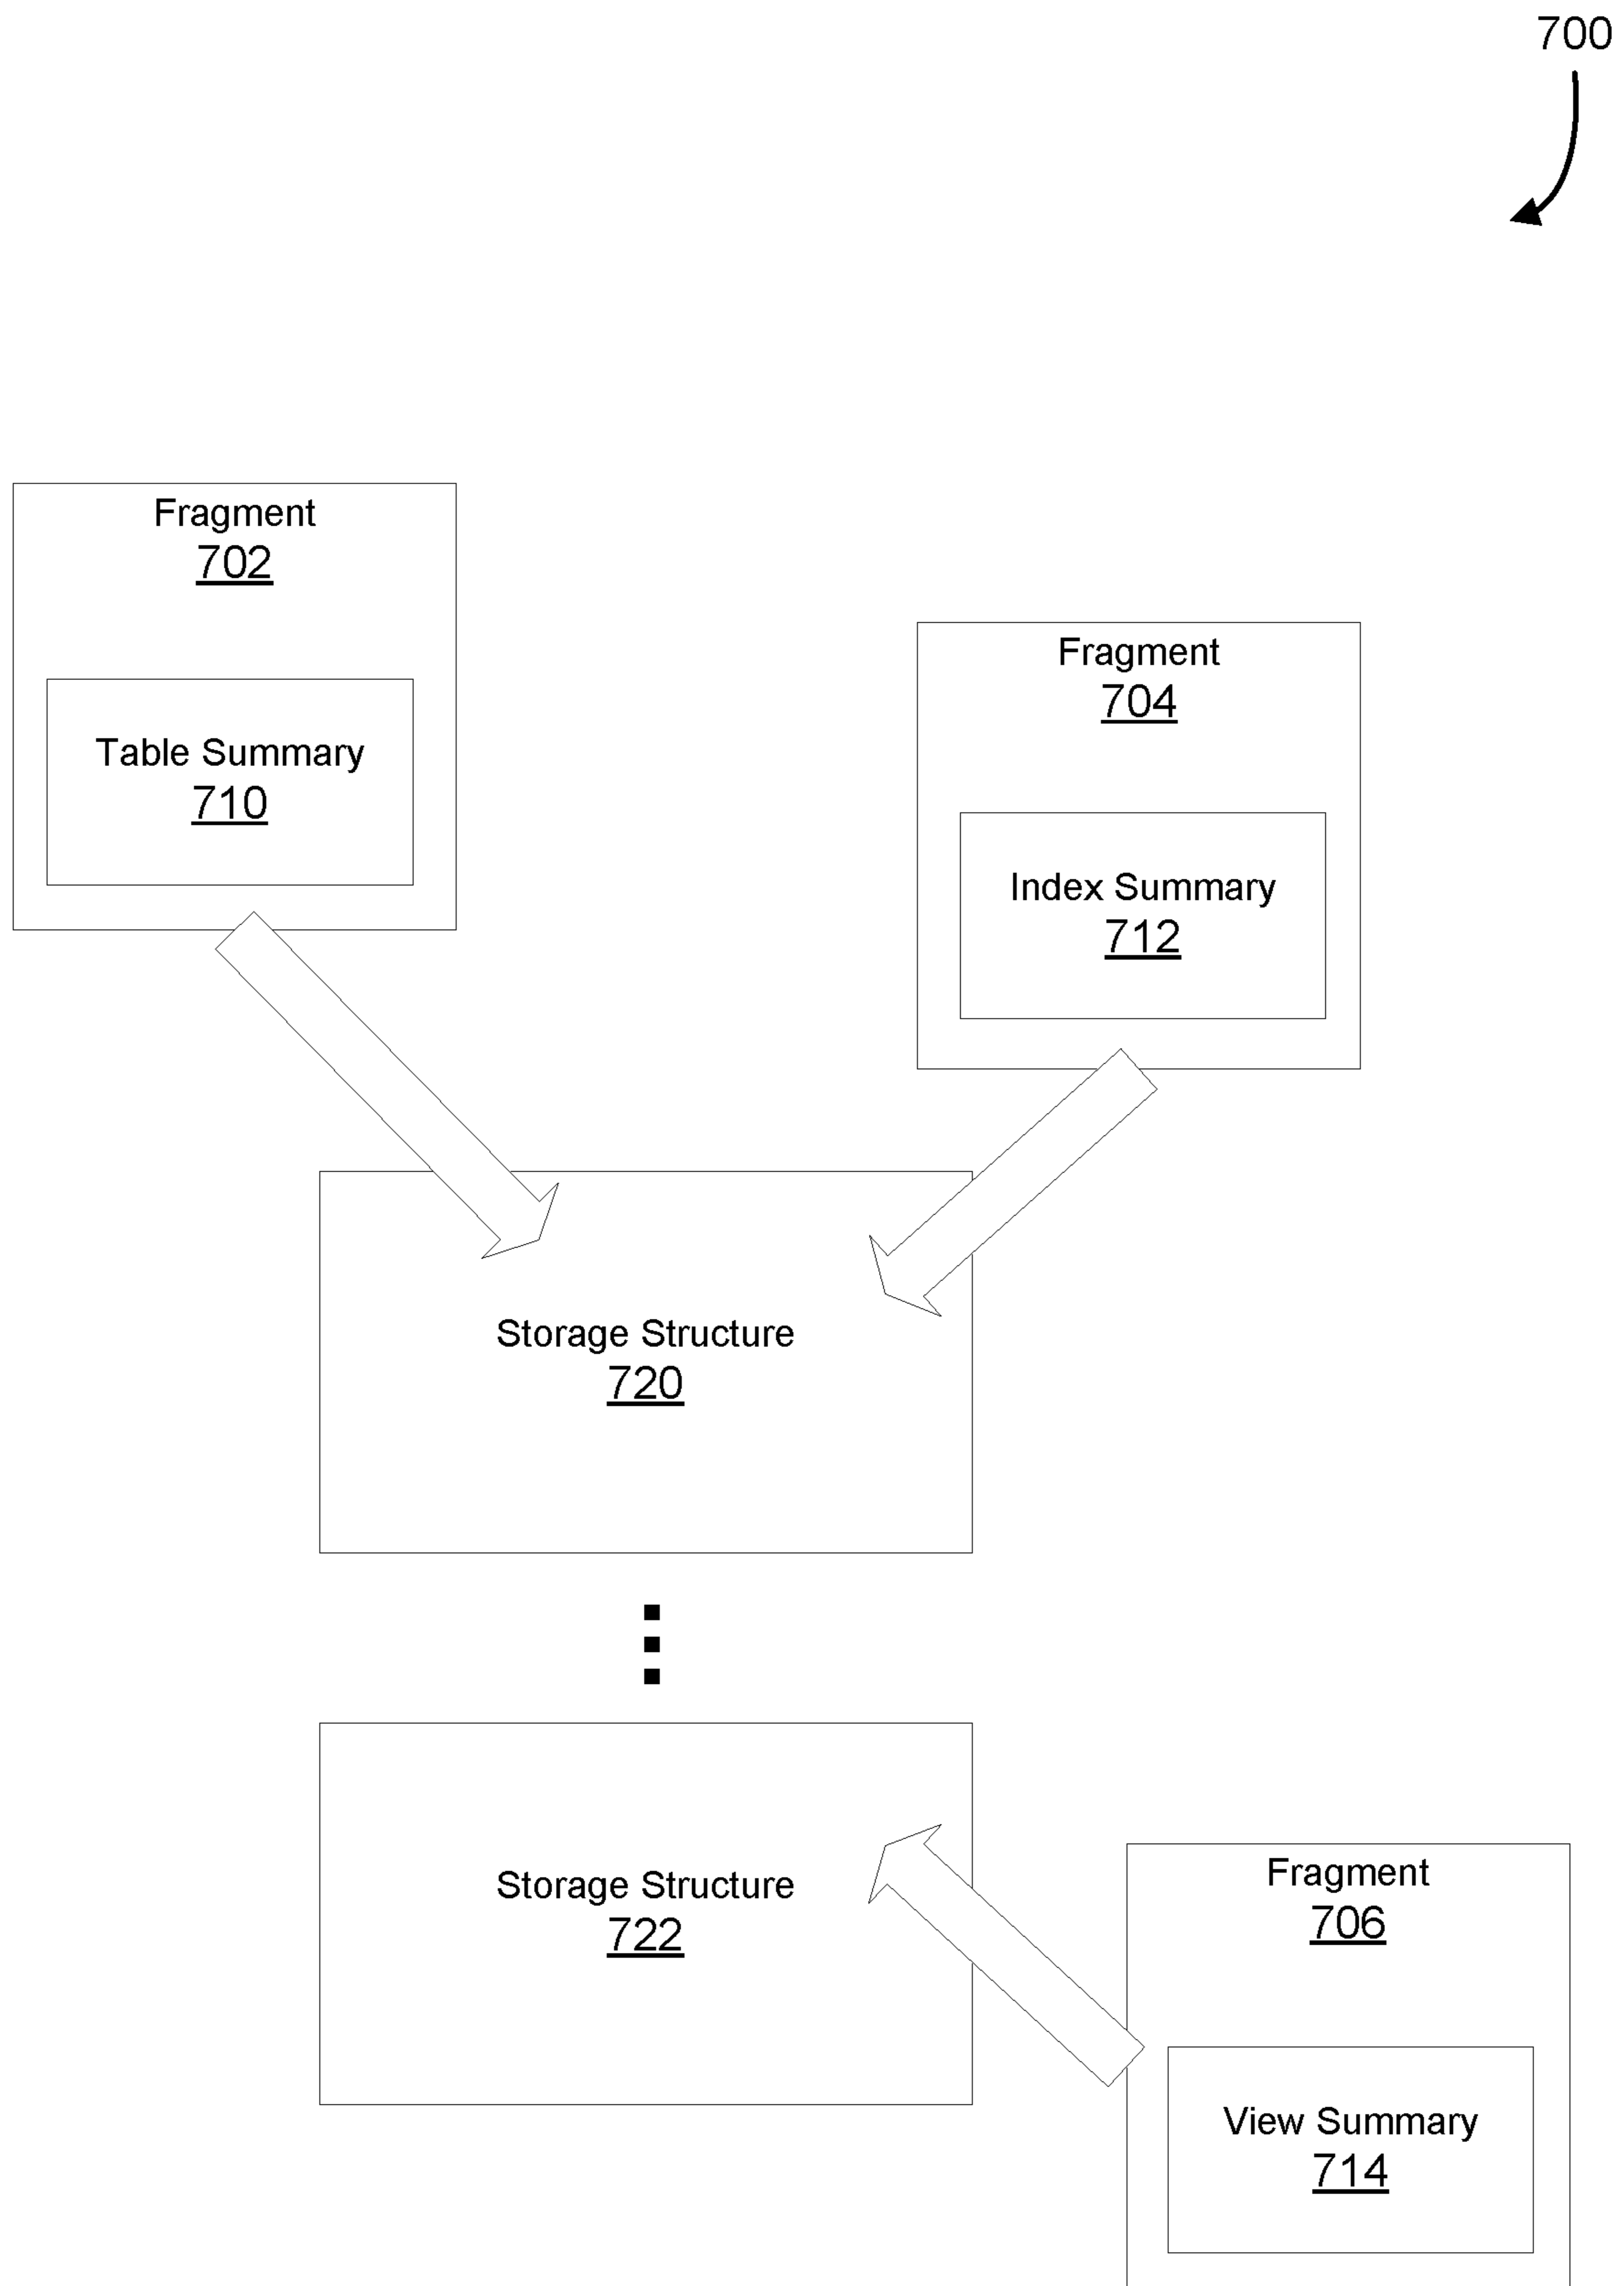 700
Fragment
702
Table Summary
710
Fragment
704
Index Summary
712
Storage Structure
720
Storage Structure
722
Fragment
706
View Summary
714